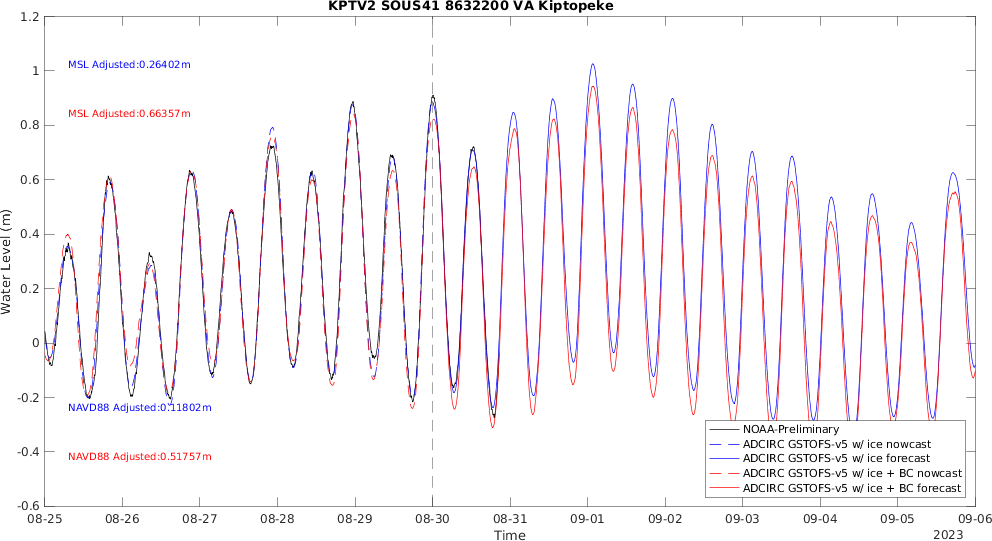 KPTV2 SOUS41 8632200 VA Kiptopeke
1.2
1
0.8
0.6
0.4
0.2
0
-0.2
-0.4
-0.6
Water Level (m)
MSL Adjusted:0.26402m
MSL Adjusted:0.66357m
NAVD88 Adjusted:0.11802m
NAVD88 Adjusted:0.51757m
NOAA-Preliminary
ADCIRC GSTOFS-v5 w/ ice nowcast
ADCIRC GSTOFS-v5 w/ ice forecast
ADCIRC GSTOFS-v5 w/ ice + BC nowcast
ADCIRC GSTOFS-v5 w/ ice + BC forecast
08-25 08-26 08-27 08-28 08-29 08-30 08-31 09-01 09-02 09-03 09-04 09-05 09-06
Time
2023